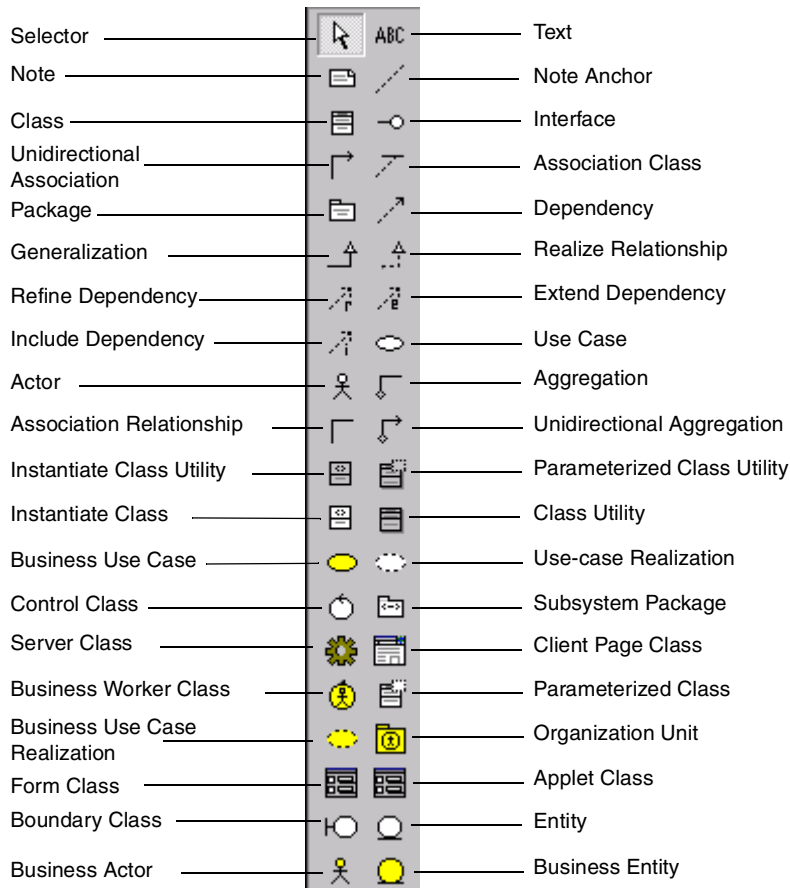 Selector
ABC
Text
Note
Note Anchor
Class
Interface
Unidirectional
Association
Association Class
Package
Dependency
Generalization
Realize Relationship
Refine Dependency
r
e
Extend Dependency
Include Dependency
i
Use Case
Actor
Aggregation
Association Relationship
Unidirectional Aggregation
Instantiate Class Utility
Parameterized Class Utility
Instantiate Class
Class Utility
Business Use Case
Use-case Realization
Control Class
Subsystem Package
Server Class
Client Page Class
Business Worker Class
Parameterized Class
Business Use Case
Realization
Organization Unit
Form Class
Applet Class
Boundary Class
Entity
Business Actor
Business Entity